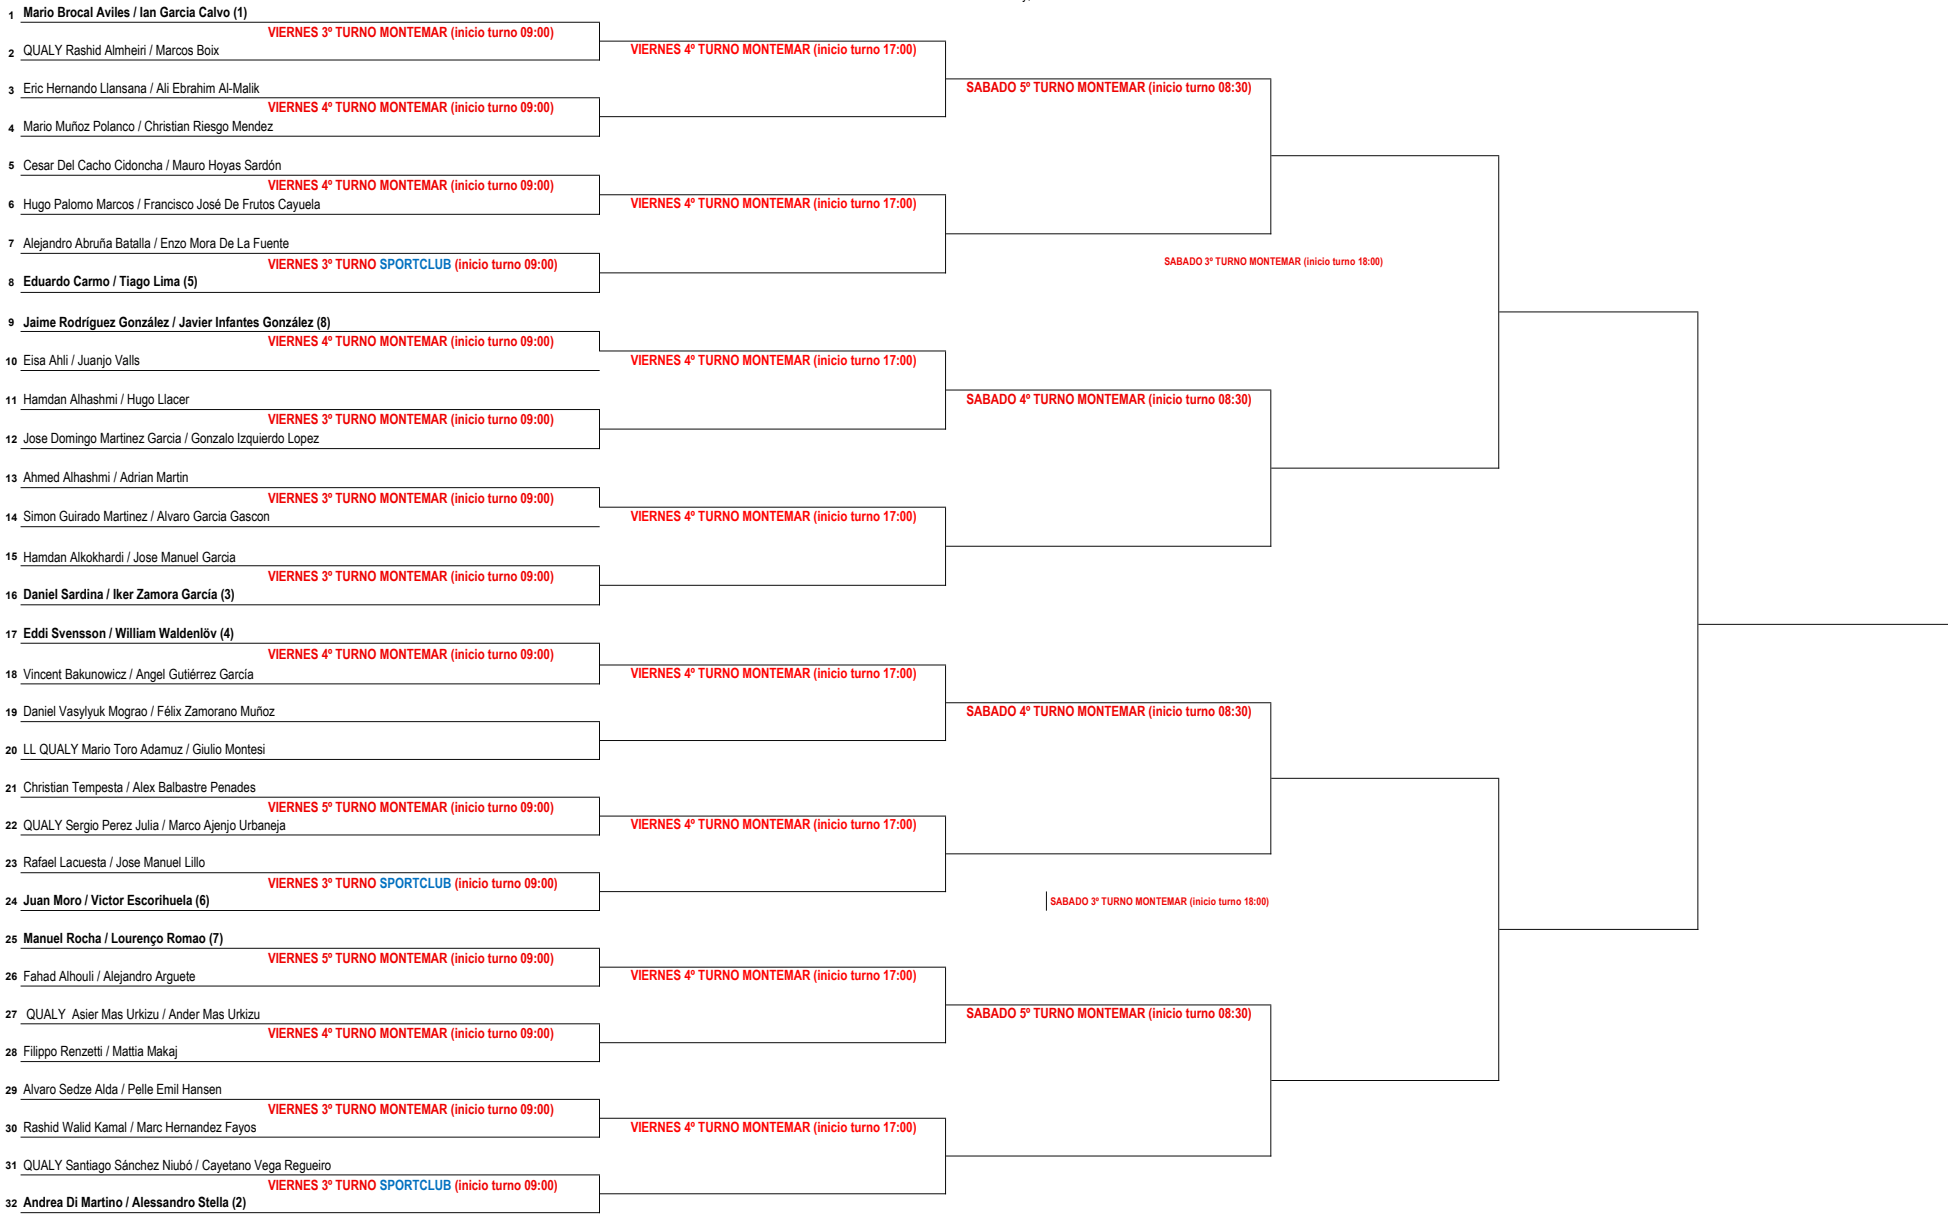 1 Mario Brocal Aviles / Ian Garcia Calvo (1)
VIERNES 3º TURNO MONTEMAR (inicio turno 09:00)
2 QUALY Rashid Almheiri / Marcos Boix
VIERNES 4º TURNO MONTEMAR (inicio turno 17:00)
3 Eric Hernando Llansana / Ali Ebrahim Al-Malik
SABADO 5º TURNO MONTEMAR (inicio turno 08:30)
VIERNES 4º TURNO MONTEMAR (inicio turno 09:00)
4 Mario Muñoz Polanco / Christian Riesgo Mendez
5 Cesar Del Cacho Cidoncha / Mauro Hoyas Sardón
VIERNES 4º TURNO MONTEMAR (inicio turno 09:00)
6 Hugo Palomo Marcos / Francisco José De Frutos Cayuela
VIERNES 4º TURNO MONTEMAR (inicio turno 17:00)
7 Alejandro Abruña Batalla / Enzo Mora De La Fuente
VIERNES 3º TURNO SPORTCLUB (inicio turno 09:00)
SABADO 3º TURNO MONTEMAR (inicio turno 18:00)
8 Eduardo Carmo / Tiago Lima (5)
9 Jaime Rodríguez González / Javier Infantes González (8)
VIERNES 4º TURNO MONTEMAR (inicio turno 09:00)
10 Eisa Ahli / Juanjo Valls
VIERNES 4º TURNO MONTEMAR (inicio turno 17:00)
11 Hamdan Alhashmi / Hugo Llacer
SABADO 4º TURNO MONTEMAR (inicio turno 08:30)
VIERNES 3º TURNO MONTEMAR (inicio turno 09:00)
12 Jose Domingo Martinez Garcia / Gonzalo Izquierdo Lopez
13 Ahmed Alhashmi / Adrian Martin
VIERNES 3º TURNO MONTEMAR (inicio turno 09:00)
14 Simon Guirado Martinez / Alvaro Garcia Gascon
VIERNES 4º TURNO MONTEMAR (inicio turno 17:00)
15 Hamdan Alkokhardi / Jose Manuel Garcia
VIERNES 3º TURNO MONTEMAR (inicio turno 09:00)
16 Daniel Sardina / Iker Zamora García (3)
17 Eddi Svensson / William Waldenlöv (4)
VIERNES 4º TURNO MONTEMAR (inicio turno 09:00)
18 Vincent Bakunowicz / Angel Gutiérrez García
VIERNES 4º TURNO MONTEMAR (inicio turno 17:00)
19 Daniel Vasylyuk Mograo / Félix Zamorano Muñoz
SABADO 4º TURNO MONTEMAR (inicio turno 08:30)
20 LL QUALY Mario Toro Adamuz / Giulio Montesi
21 Christian Tempesta / Alex Balbastre Penades
VIERNES 5º TURNO MONTEMAR (inicio turno 09:00)
22 QUALY Sergio Perez Julia / Marco Ajenjo Urbaneja
VIERNES 4º TURNO MONTEMAR (inicio turno 17:00)
23 Rafael Lacuesta / Jose Manuel Lillo
VIERNES 3º TURNO SPORTCLUB (inicio turno 09:00)
24 Juan Moro / Victor Escorihuela (6)
SABADO 3º TURNO MONTEMAR (inicio turno 18:00)
25 Manuel Rocha / Lourenço Romao (7)
VIERNES 5º TURNO MONTEMAR (inicio turno 09:00)
26 Fahad Alhouli / Alejandro Arguete
VIERNES 4º TURNO MONTEMAR (inicio turno 17:00)
27 QUALY Asier Mas Urkizu / Ander Mas Urkizu
SABADO 5º TURNO MONTEMAR (inicio turno 08:30)
VIERNES 4º TURNO MONTEMAR (inicio turno 09:00)
28 Filippo Renzetti / Mattia Makaj
29 Alvaro Sedze Alda / Pelle Emil Hansen
VIERNES 3º TURNO MONTEMAR (inicio turno 09:00)
30 Rashid Walid Kamal / Marc Hernandez Fayos
VIERNES 4º TURNO MONTEMAR (inicio turno 17:00)
31 QUALY Santiago Sánchez Niubó / Cayetano Vega Regueiro
VIERNES 3º TURNO SPORTCLUB (inicio turno 09:00)
32 Andrea Di Martino / Alessandro Stella (2)